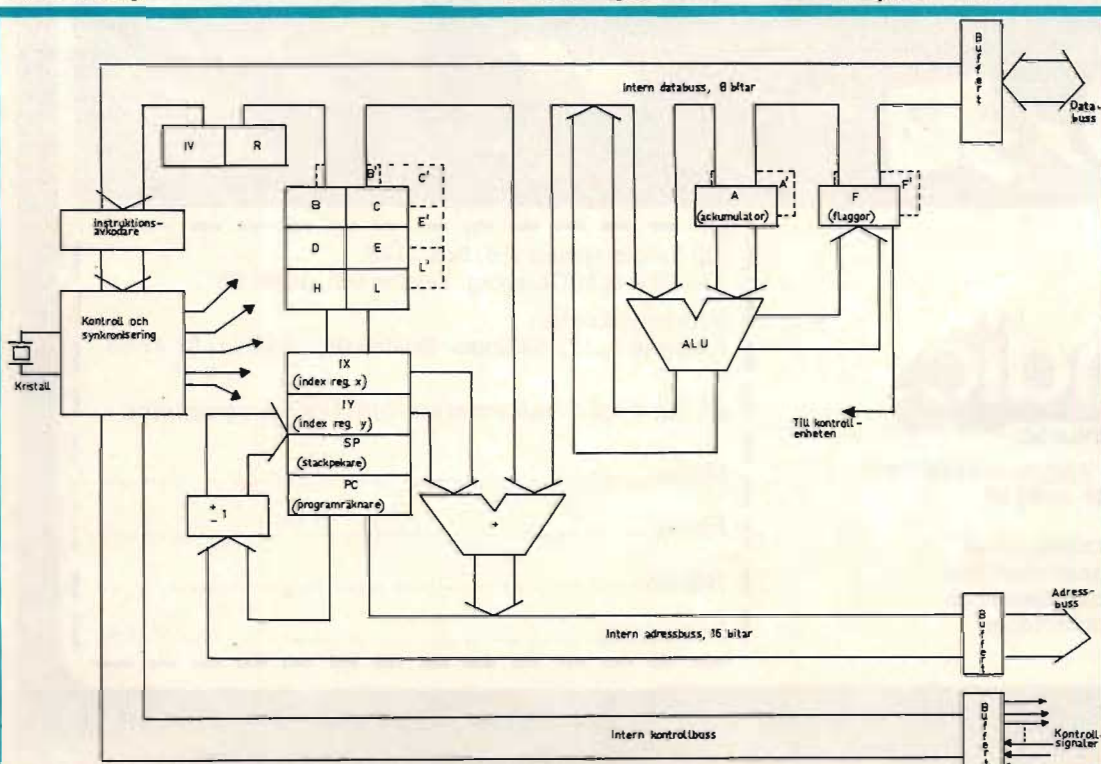 Buffert
Intern databuss, 8 bitar
Data-
buss
IV
R
B'
C'
B
C
E'
D
E
L'
H
L
A
(ackumulator)
A'
F
(flaggor)
F'
Instruktions-
avkodare
Kontroll och
synkronisering
Kristall
ALU
IX
(index reg. x)
IY
(index reg. y)
SP
(stackpekare)
PC
(programräknare)
Till kontroll-
enheten
+
- 1
+
Adress-
buss
Buffert
Intern adressbuss, 16 bitar
Buffert
Intern kontrollbuss
Kontroll-
signaler